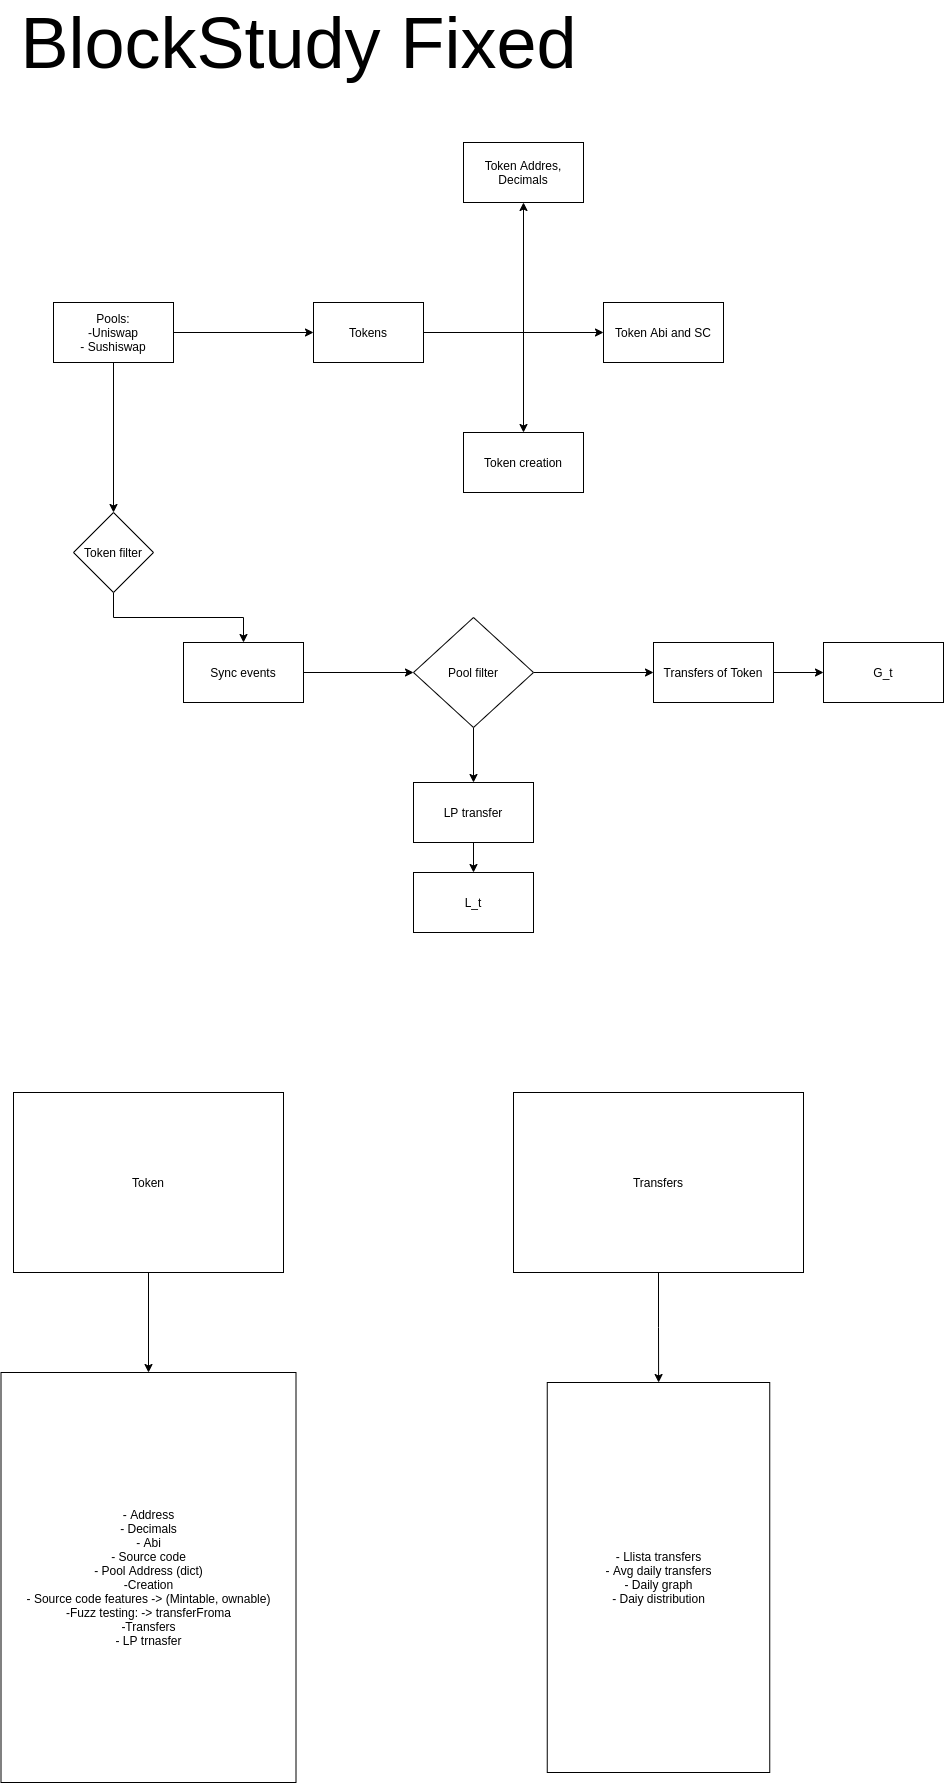 BlockStudy Fixed
Token Addres,
Decimals
Pools:
-Uniswap
- Sushiswap
Tokens
Token Abi and SC
Token creation
Token filter
Sync events
Pool filter
Transfers of Token
G_t
LP transfer
L_t
Token
Transfers
- Address
- Decimals
- Abi
- Source code
- Pool Address (dict)
-Creation
- Source code features -> (Mintable, ownable)
-Fuzz testing: -> transferFroma
-Transfers
- LP trnasfer
- Llista transfers
- Avg daily transfers
- Daily graph
- Daiy distribution